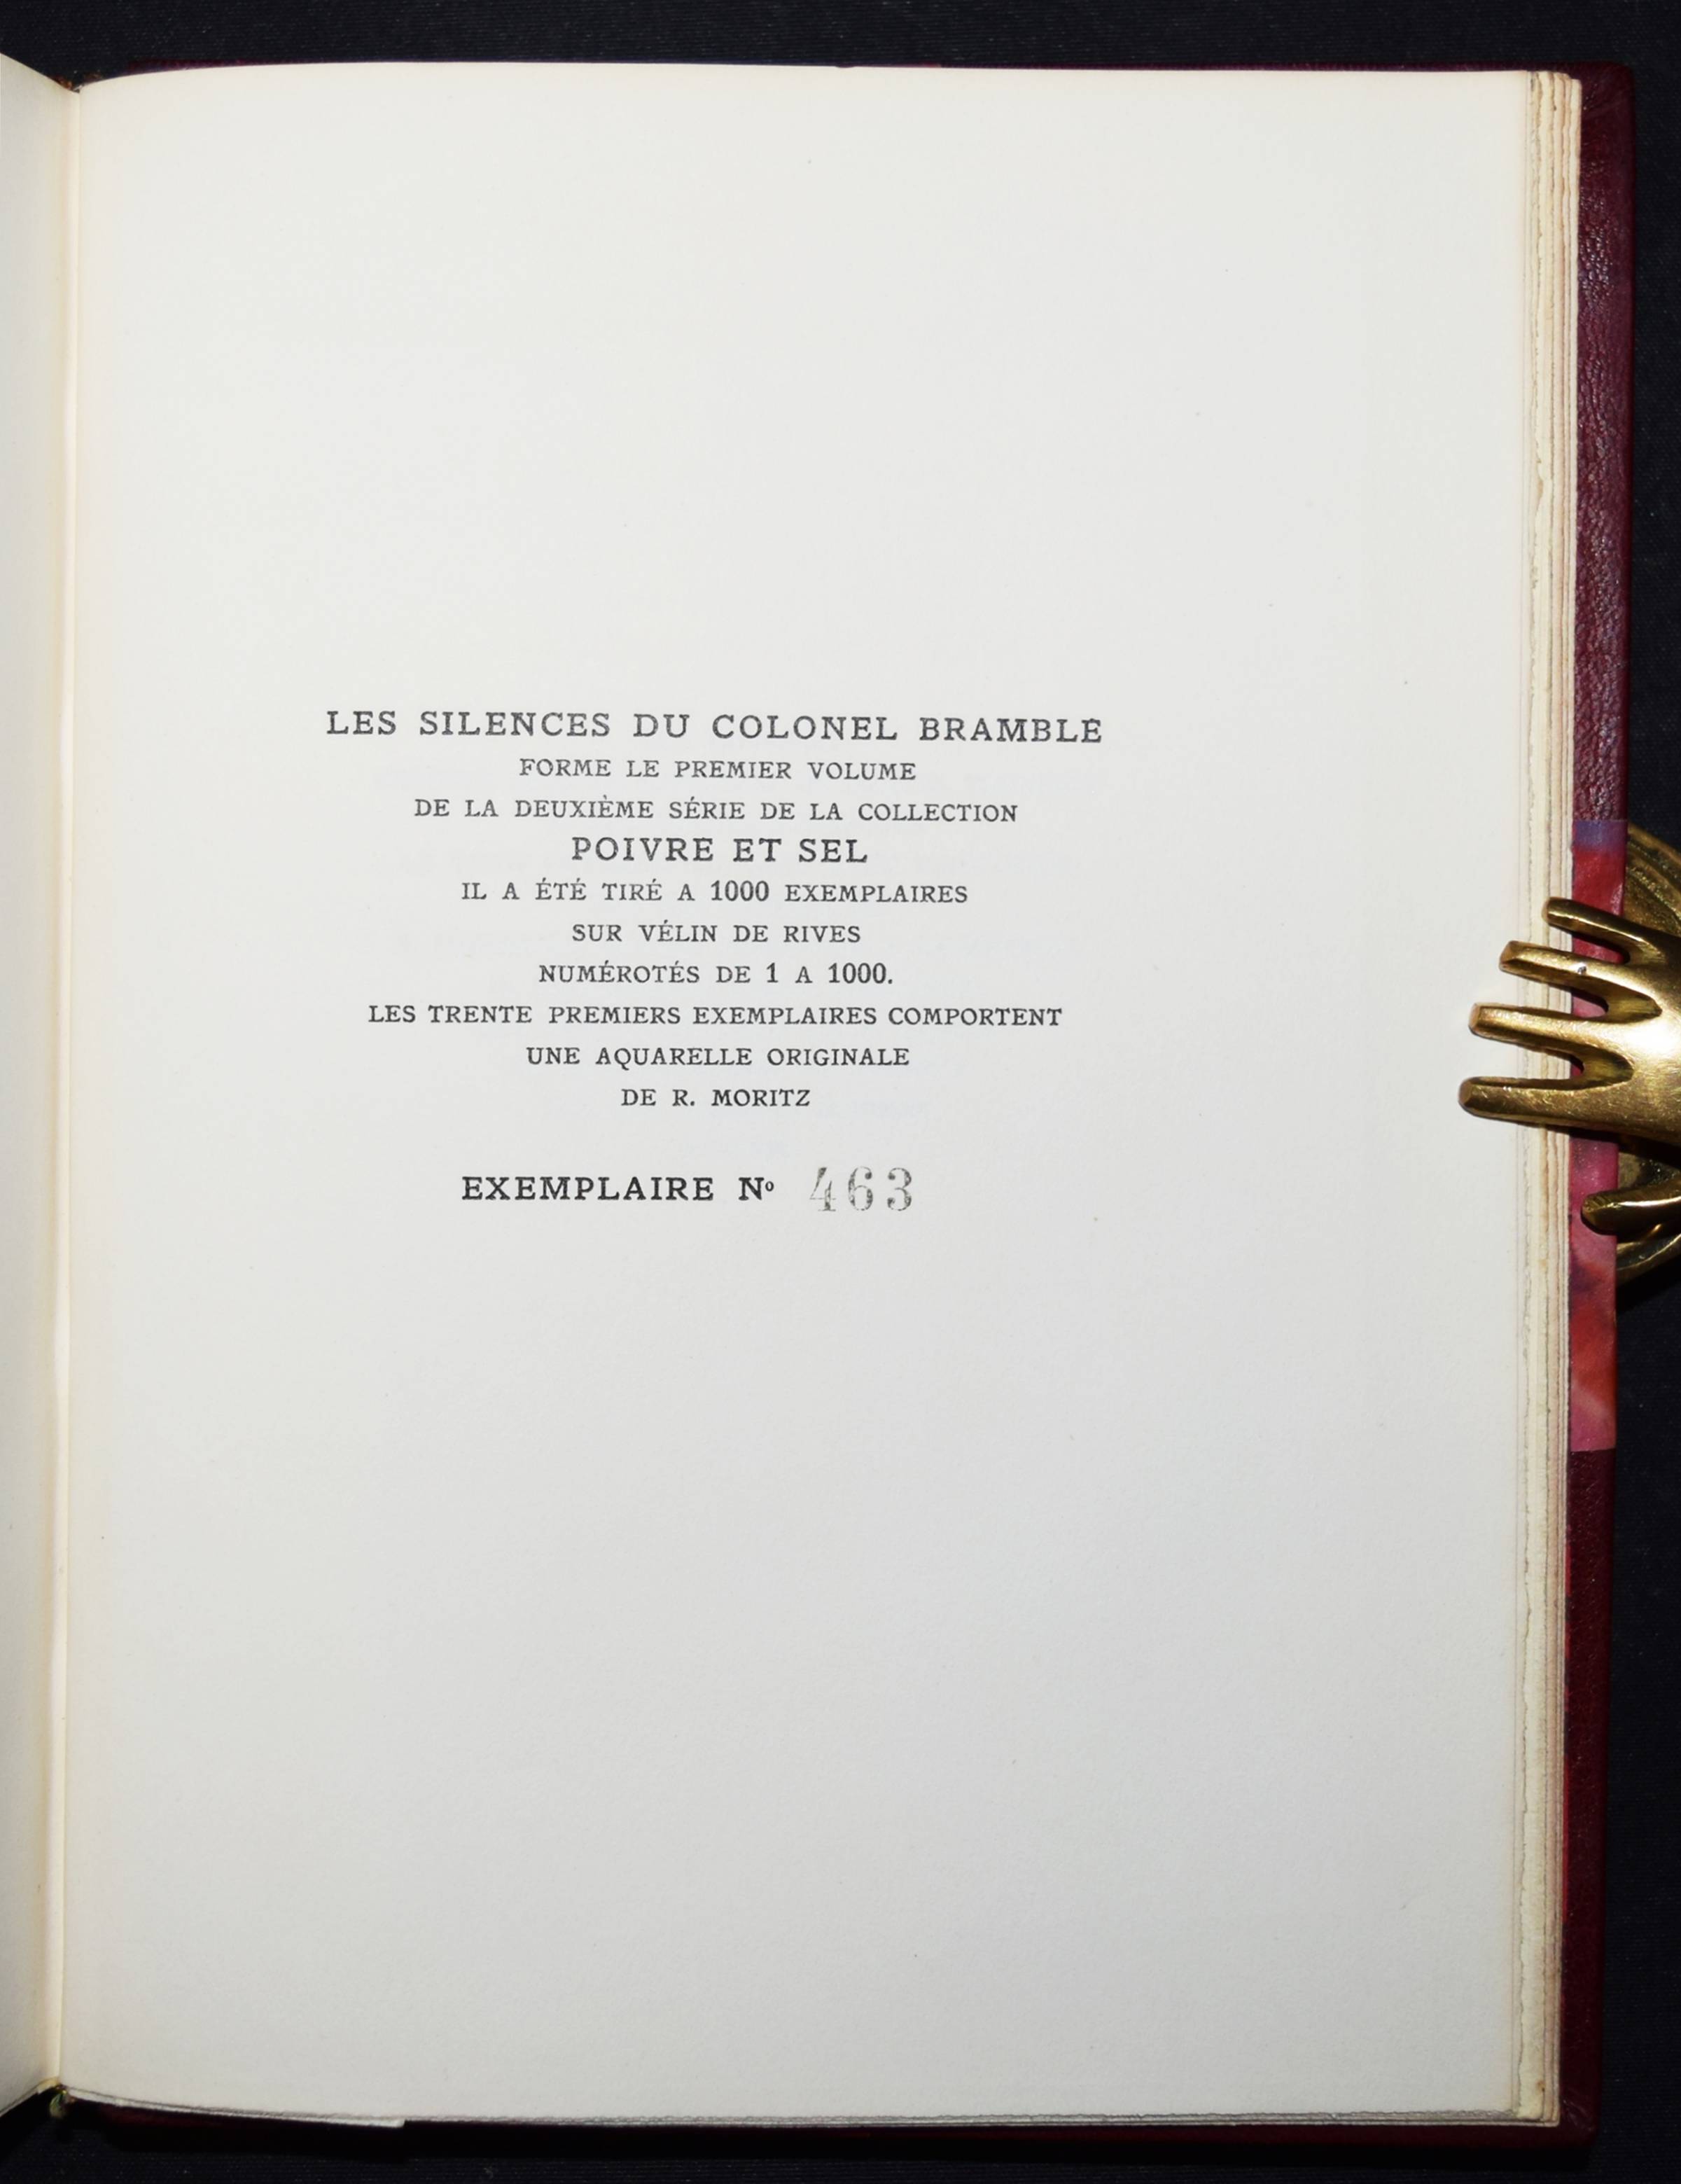 LES SILENCES DU COLONEL BRAMBLE
FORME LE PREMIER VOLUME
DE LA DEUXIÈME SÉRIE DE LA COLLECTION
POIVRE ET SEL
IL A ÉTÉ TIRÉ A 1000 EXEMPLAIRES
SUR VÉLIN DE RIVES
NUMÉROTÉS DE 1 A 1000.
LES TRENTE PREMIERS EXEMPLAIRES COMPORTENT
UNE AQUARELLE ORIGINALE
DE R. MORITZ
EXEMPLAIRE Nº 463